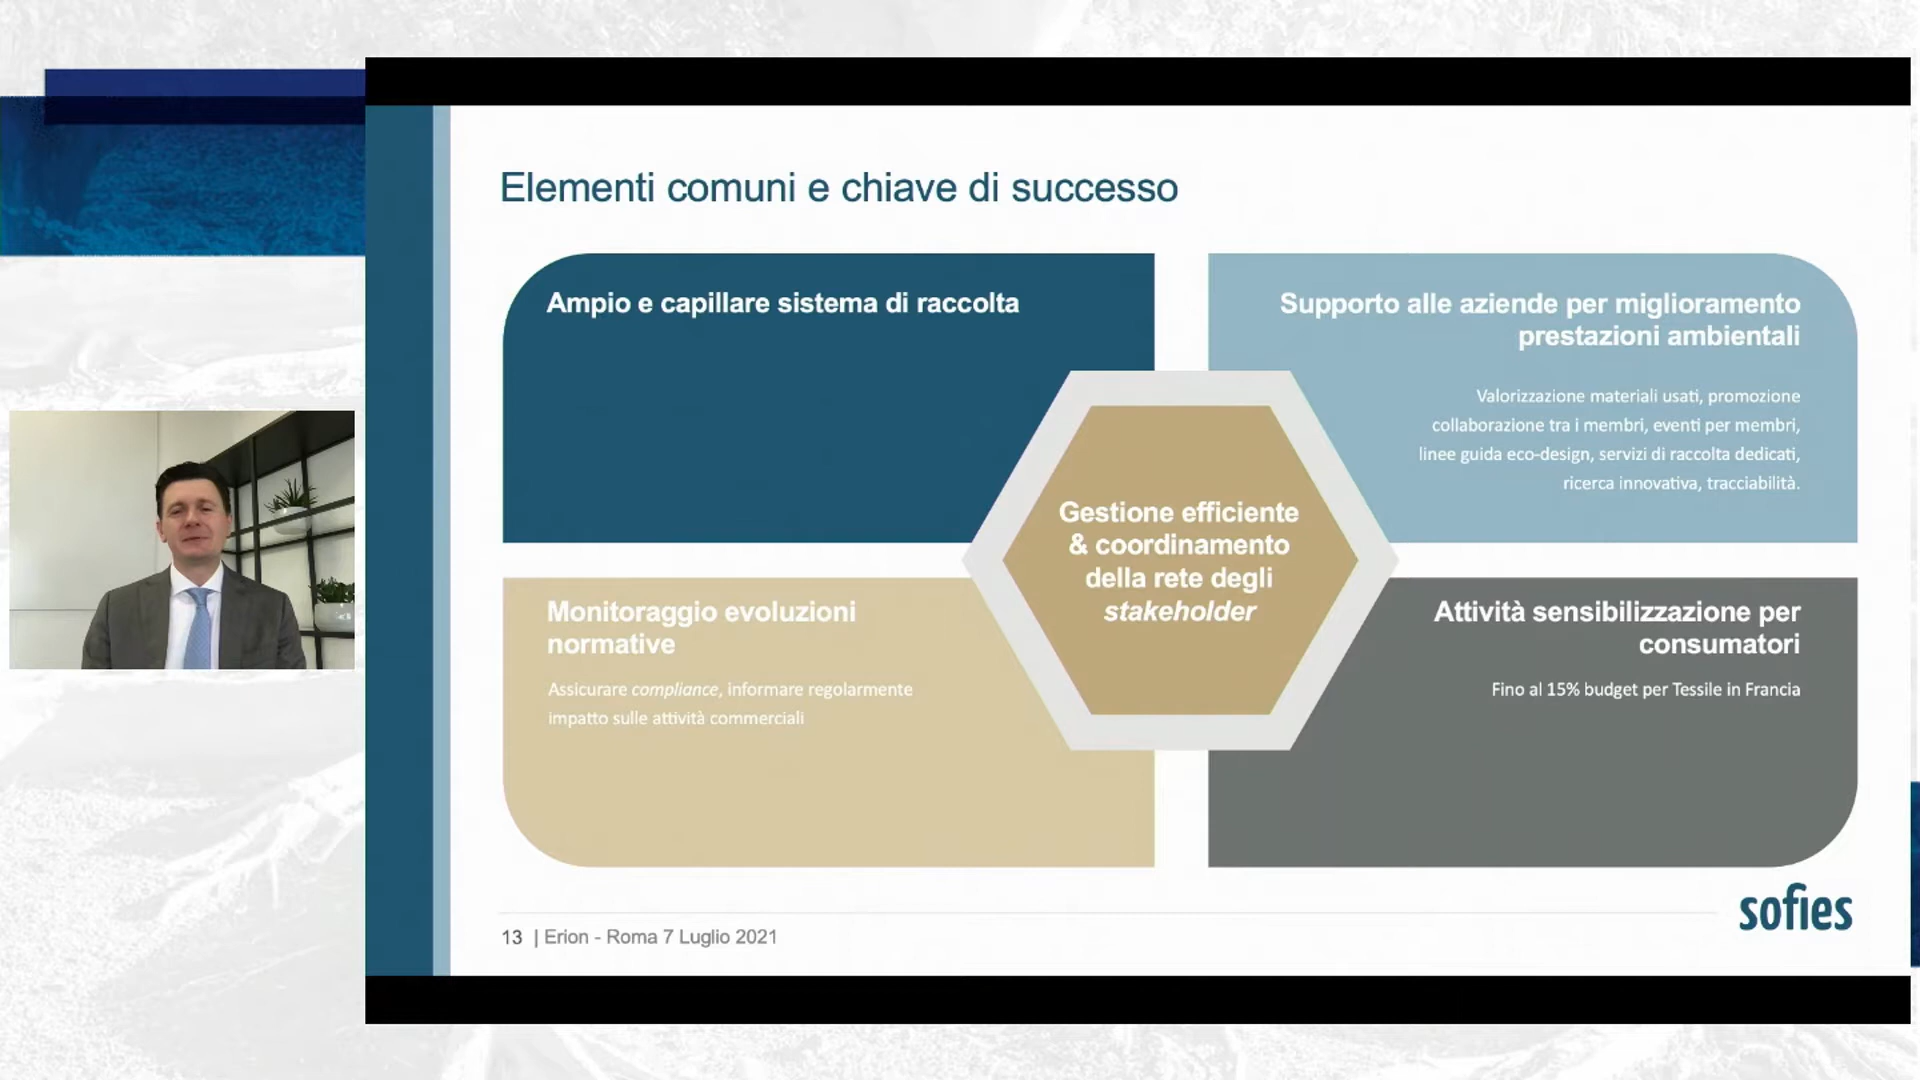 Elementi comuni e chiave di successo
Ampio e capillare sistema di raccolta
Supporto alle aziende per miglioramento
prestazioni ambientali
Valorizzazione materiali usati, promozione
collaborazione tra i membri, eventi per membri,
linee guida eco-design, servizi di raccolta dedicati,
ricerca innovativa, tracciabilità.
Gestione efficiente
& coordinamento
della rete degli
stakeholder
Monitoraggio evoluzioni
normative
Assicurare compliance, informare regolarmente
impatto sulle attività commerciali
Attività sensibilizzazione per
consumatori
Fino al 15% budget per Tessile in Francia
sofies
13 | Erion - Roma 7 Luglio 2021